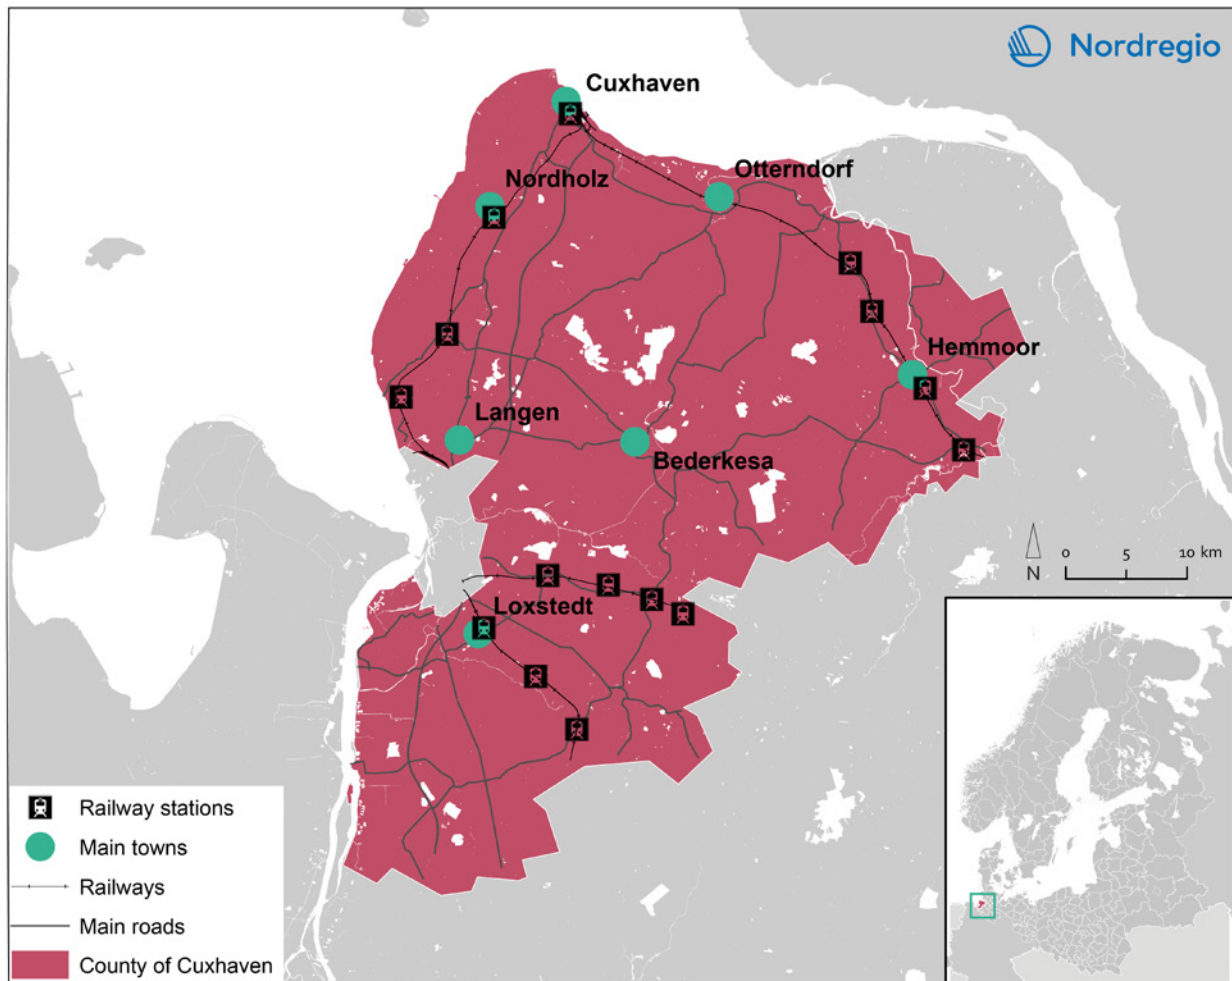 Nordregio
Cuxhaven
Nordholz
Otterndorf
Hemmoor
Langen
Bederkesa
Loxstedt
N
0 5 10 km
Railway stations
Main towns
Railways
Main roads
County of Cuxhaven